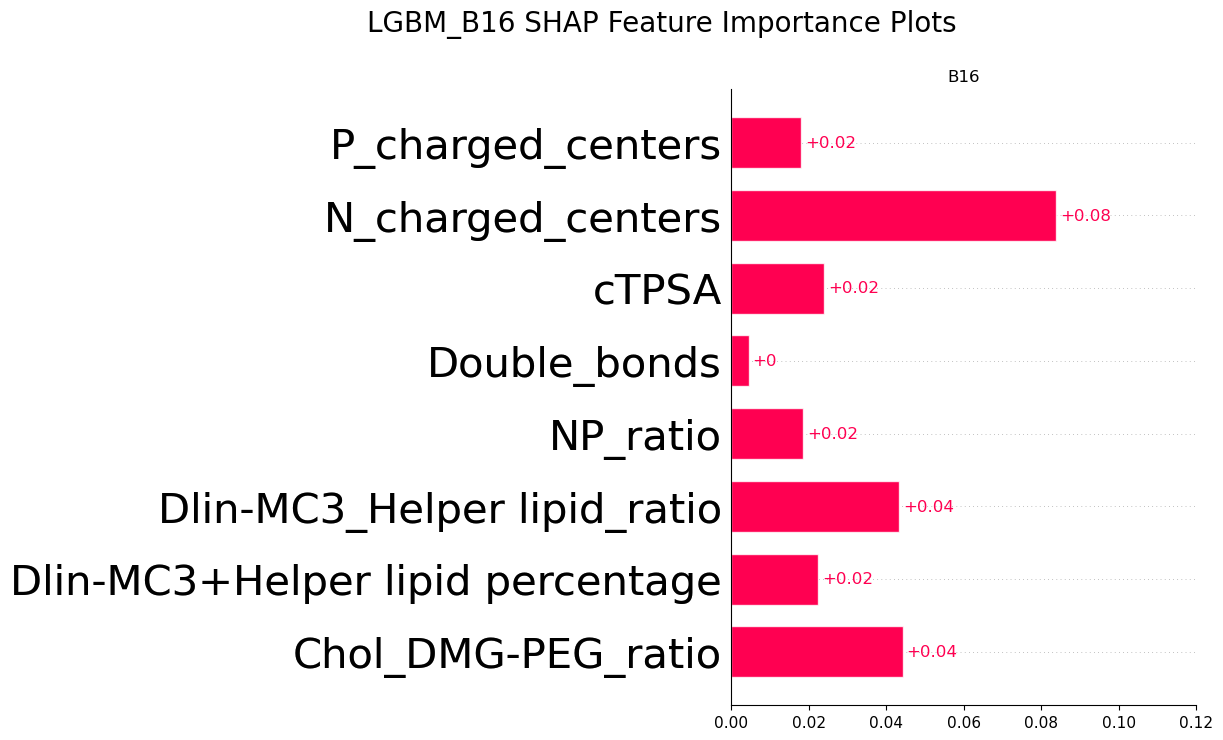 LGBM_B16 SHAP Feature Importance Plots
B16
P_charged_centers
+0.02
N_charged_centers
+0.08
cTPSA
+0.02
Double_bonds
+0
NP_ratio
+0.02
Dlin-MC3_Helper lipid_ratio
+0.04
Dlin-MC3+Helper lipid percentage
+0.02
Chol_DMG-PEG_ratio
+0.04
0.00 0.02 0.04 0.06 0.08 0.10 0.12